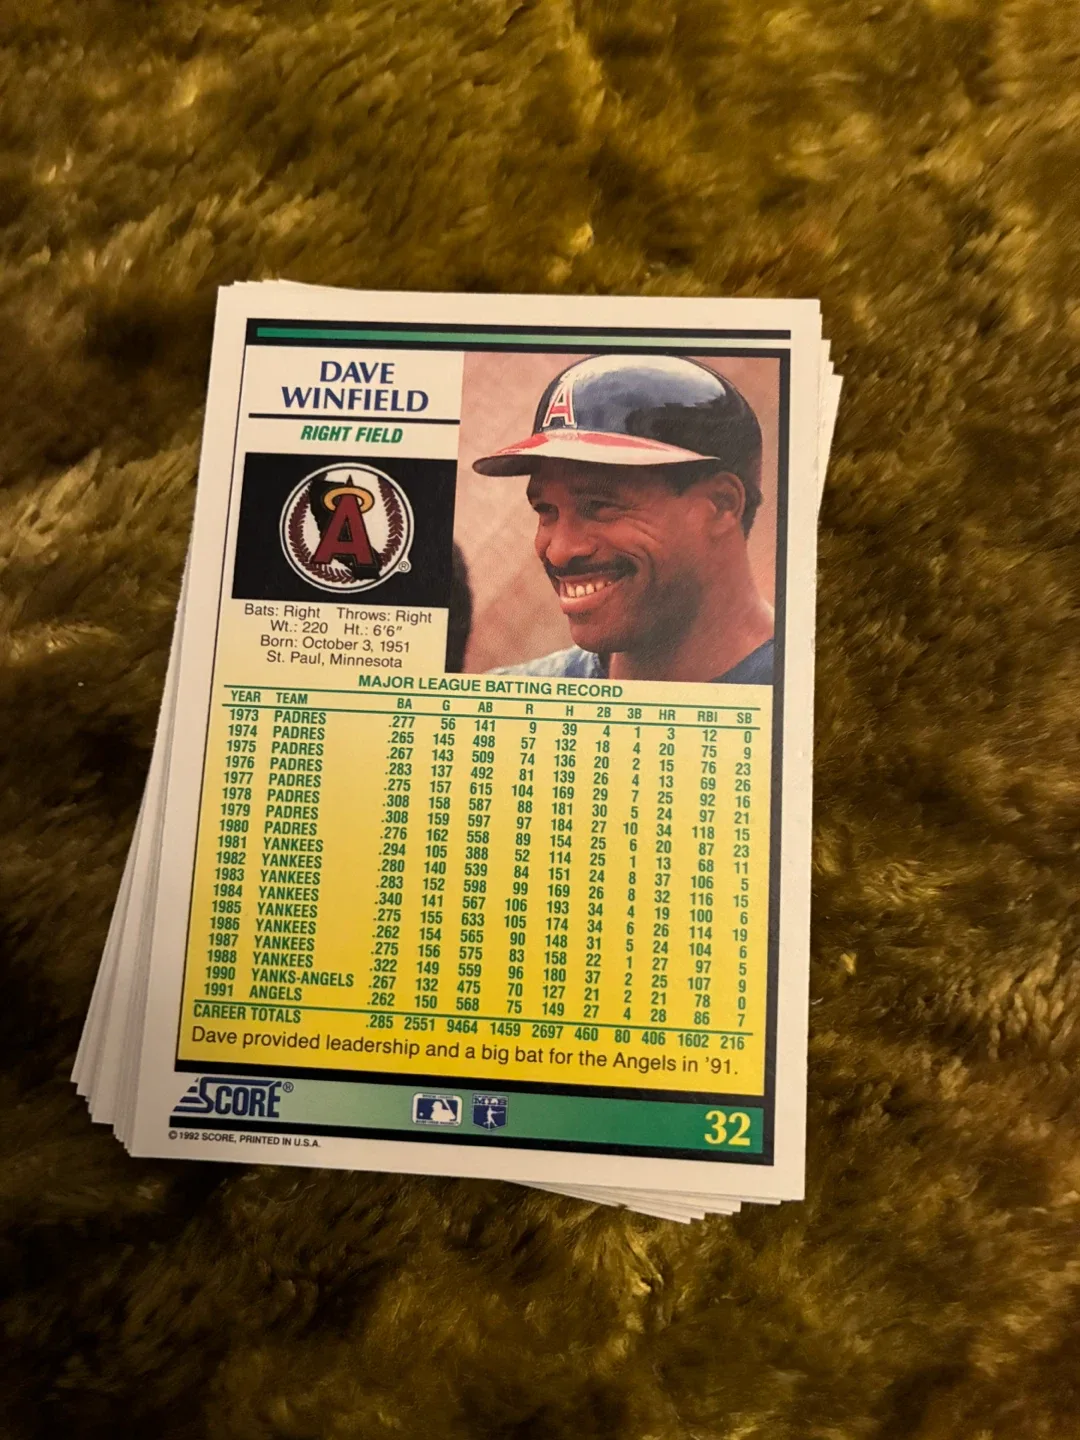 DAVE
WINFIELD
RIGHT FIELD
A
A
®
Bats: Right Throws: Right
Wt.: 220 Ht.: 6'6"
Born: October 3, 1951
St. Paul, Minnesota
MAJOR LEAGUE BATTING RECORD
YEAR TEAM BA G AB R H 2B 3B HR RBI SB
1973 PADRES .277 56 141 9 39 4 1 3 12 0
1974 PADRES .265 145 498 57 132 18 4 20 75 9
1975 PADRES .267 143 509 74 136 20 2 15 76 23
1976 PADRES .283 137 492 81 139 26 4 13 69 26
1977 PADRES .275 157 615 104 169 29 7 25 92 16
1978 PADRES .308 158 587 88 181 30 5 24 97 21
1979 PADRES .308 159 597 97 184 27 10 34 118 15
1980 PADRES .276 162 558 89 154 25 6 20 87 23
1981 YANKEES .294 105 388 52 114 25 1 13 68 11
1982 YANKEES .280 140 539 84 151 24 8 37 106 5
1983 YANKEES .283 152 598 99 169 26 8 32 116 15
1984 YANKEES .340 141 567 106 193 34 4 19 100 6
1985 YANKEES .275 155 633 105 174 34 6 26 114 19
1986 YANKEES .262 154 565 90 148 31 5 24 104 6
1987 YANKEES .275 156 575 83 158 22 1 27 97 5
1988 YANKEES .322 149 559 96 180 37 2 25 107 9
1990 YANKS-ANGELS .267 132 475 70 127 21 2 21 78 0
1991 ANGELS .262 150 568 75 149 27 4 28 86 7
CAREER TOTALS .285 2551 9464 1459 2697 460 80 406 1602 216
Dave provided leadership and a big bat for the Angels in '91.
SCORE® MLB 32
© 1992 SCORE, PRINTED IN U.S.A.